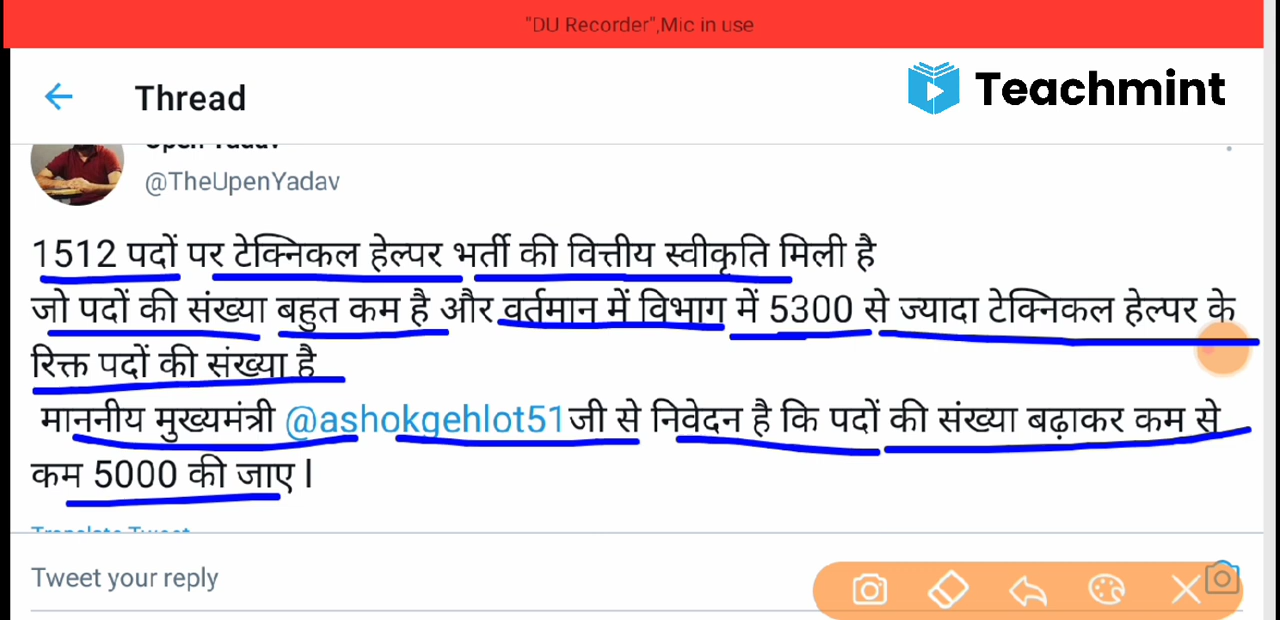 "DU Recorder",Mic in use
Thread
Teachmint
@TheUpenYadav
1512 पदों पर टेक्निकल हेल्पर भर्ती की वित्तीय स्वीकृति मिली है
जो पदों की संख्या बहुत कम है और वर्तमान में विभाग में 5300 से ज्यादा टेक्निकल हेल्पर के
रिक्त पदों की संख्या है
माननीय मुख्यमंत्री @ashokgehlot51 जी से निवेदन है कि पदों की संख्या बढ़ाकर कम से
कम 5000 की जाए |
Tweet your reply